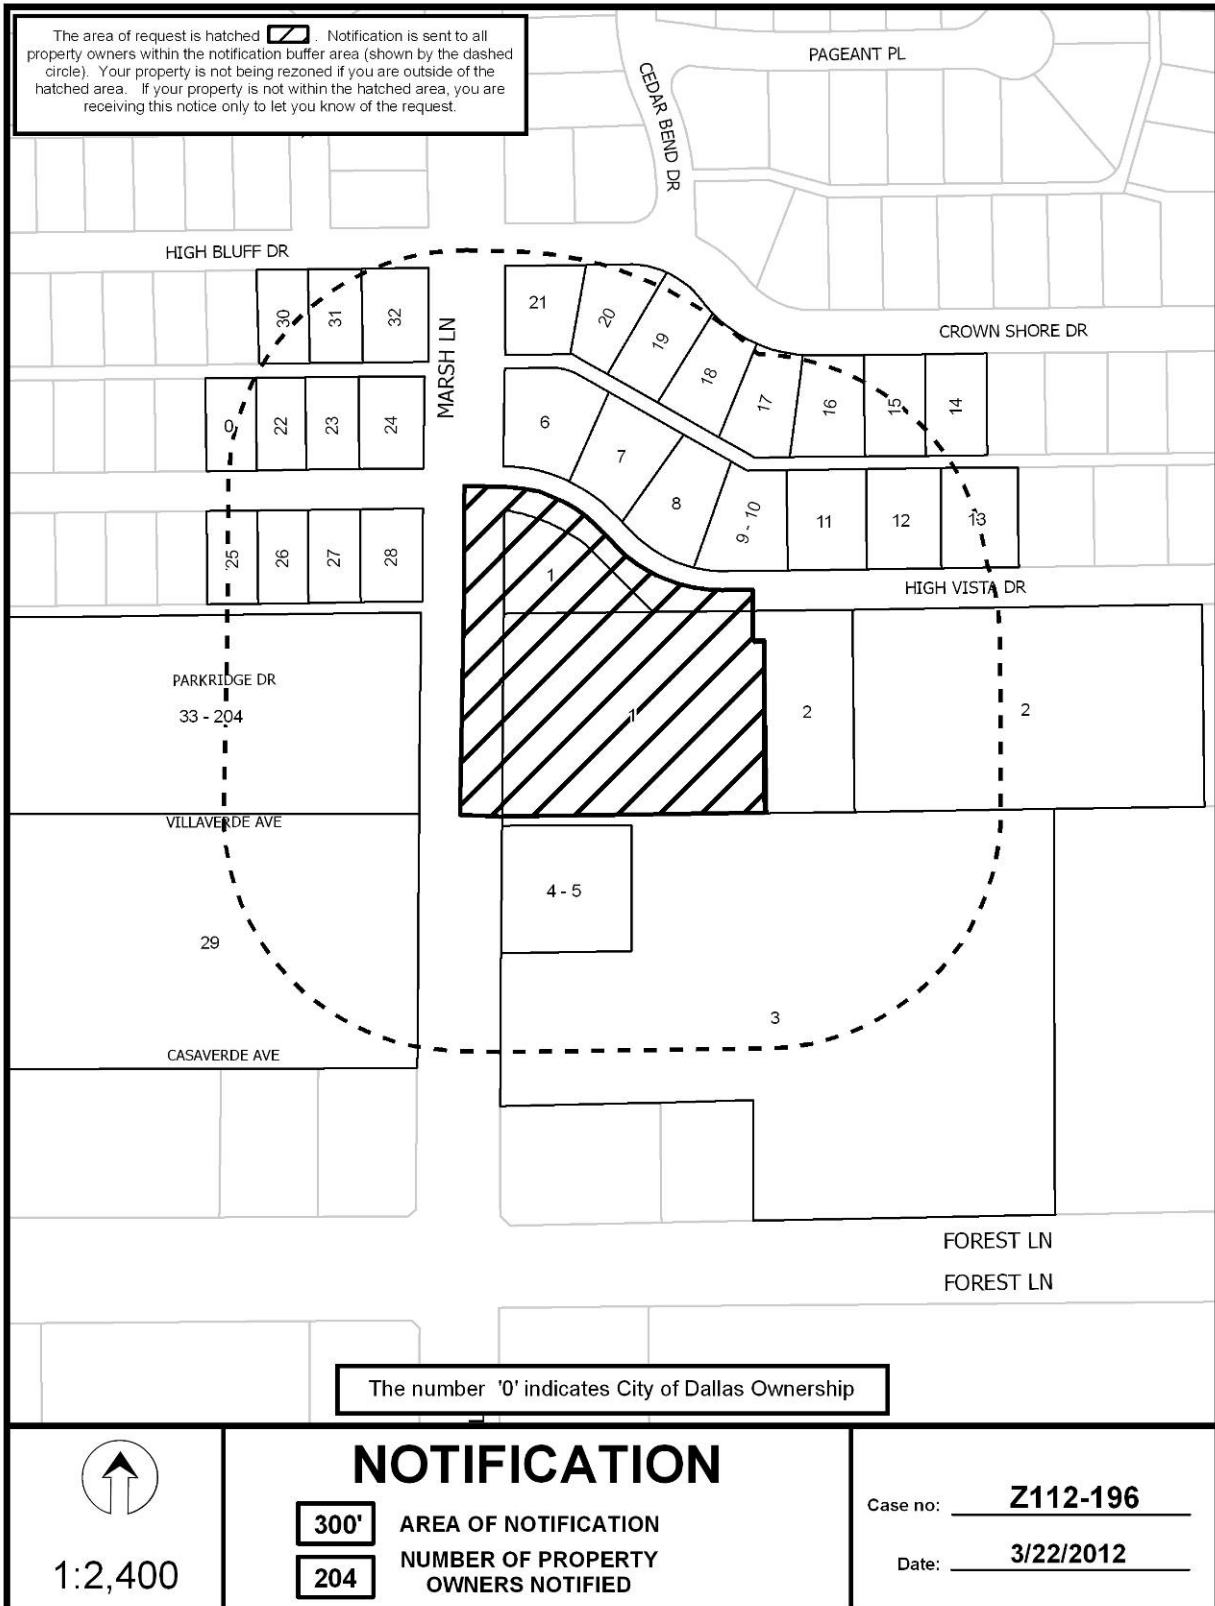 The area of request is hatched . Notification is sent to all
property owners within the notification buffer area (shown by the dashed
circle). Your property is not being rezoned if you are outside of the
hatched area. If your property is not within the hatched area, you are
receiving this notice only to let you know of the request.
PAGEANT PL
CEDAR BEND DR
HIGH BLUFF DR
CROWN SHORE DR
MARSH LN
30
31
32
21
20
19
18
17
16
15
14
0
22
23
24
6
7
8
9 - 10
11
12
13
25
26
27
28
1
HIGH VISTA DR
PARKRIDGE DR
33 - 204
1
2
2
VILLAVERDE AVE
4 - 5
29
3
CASAVERDE AVE
FOREST LN
FOREST LN
The number '0' indicates City of Dallas Ownership
1:2,400
NOTIFICATION
300' AREA OF NOTIFICATION
204 NUMBER OF PROPERTY
OWNERS NOTIFIED
Case no: Z112-196
Date: 3/22/2012